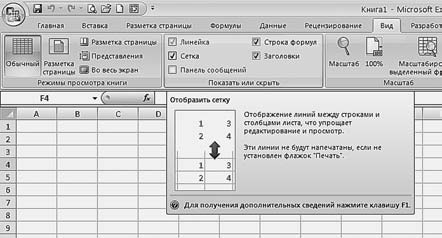 Книга1 - Microsoft Ex
Главная Вставка Разметка страницы Формулы Данные Рецензирование Вид Разработ
Обычный
Разметка страницы
Разметка страницы
Представления
Во весь экран
Режимы просмотра книги
Линейка
Строка формул
Сетка
Заголовки
Панель сообщений
Показать или скрыть
Масштаб
100%
Масштабиро
выделенный фр
Масштаб
F4 fx
A B C D
1
2
3
4
5
6
7
8
9
Отобразить сетку
1 3
2 4
1 3
2 4
Отображение линий между строками и
столбцами листа, что упрощает
редактирование и просмотр.
Эти линии не будут напечатаны, если не
установлен флажок "Печать".
Для получения дополнительных сведений нажмите клавишу F1.